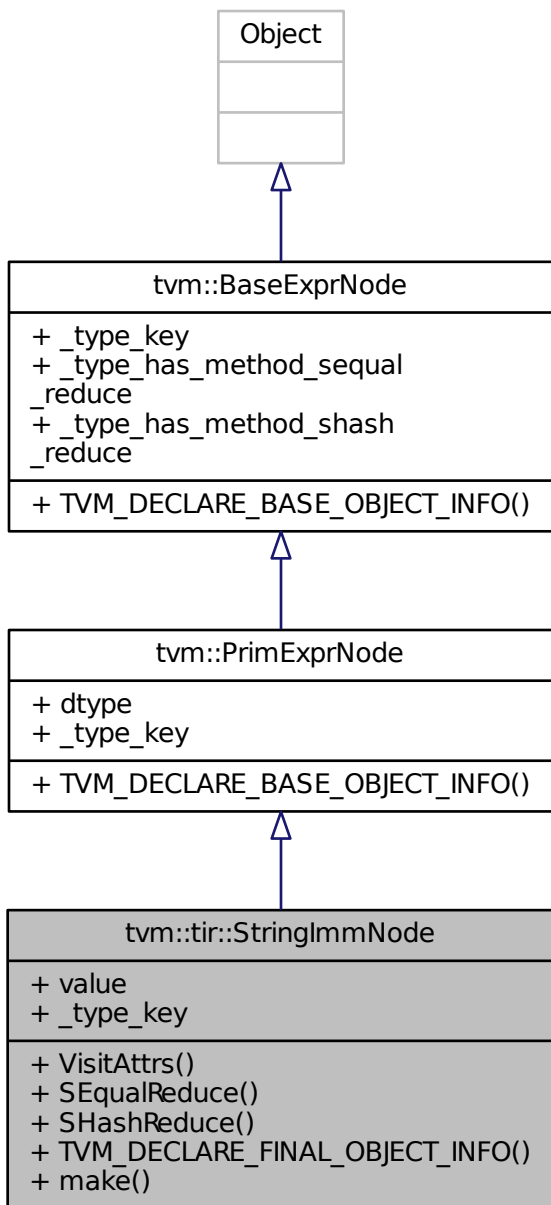 Object
tvm::BaseExprNode
+ _type_key
+ _type_has_method_sequal
_reduce
+ _type_has_method_shash
_reduce
+ TVM_DECLARE_BASE_OBJECT_INFO()
tvm::PrimExprNode
+ dtype
+ _type_key
+ TVM_DECLARE_BASE_OBJECT_INFO()
tvm::tir::StringImmNode
+ value
+ _type_key
+ VisitAttrs()
+ SEqualReduce()
+ SHashReduce()
+ TVM_DECLARE_FINAL_OBJECT_INFO()
+ make()